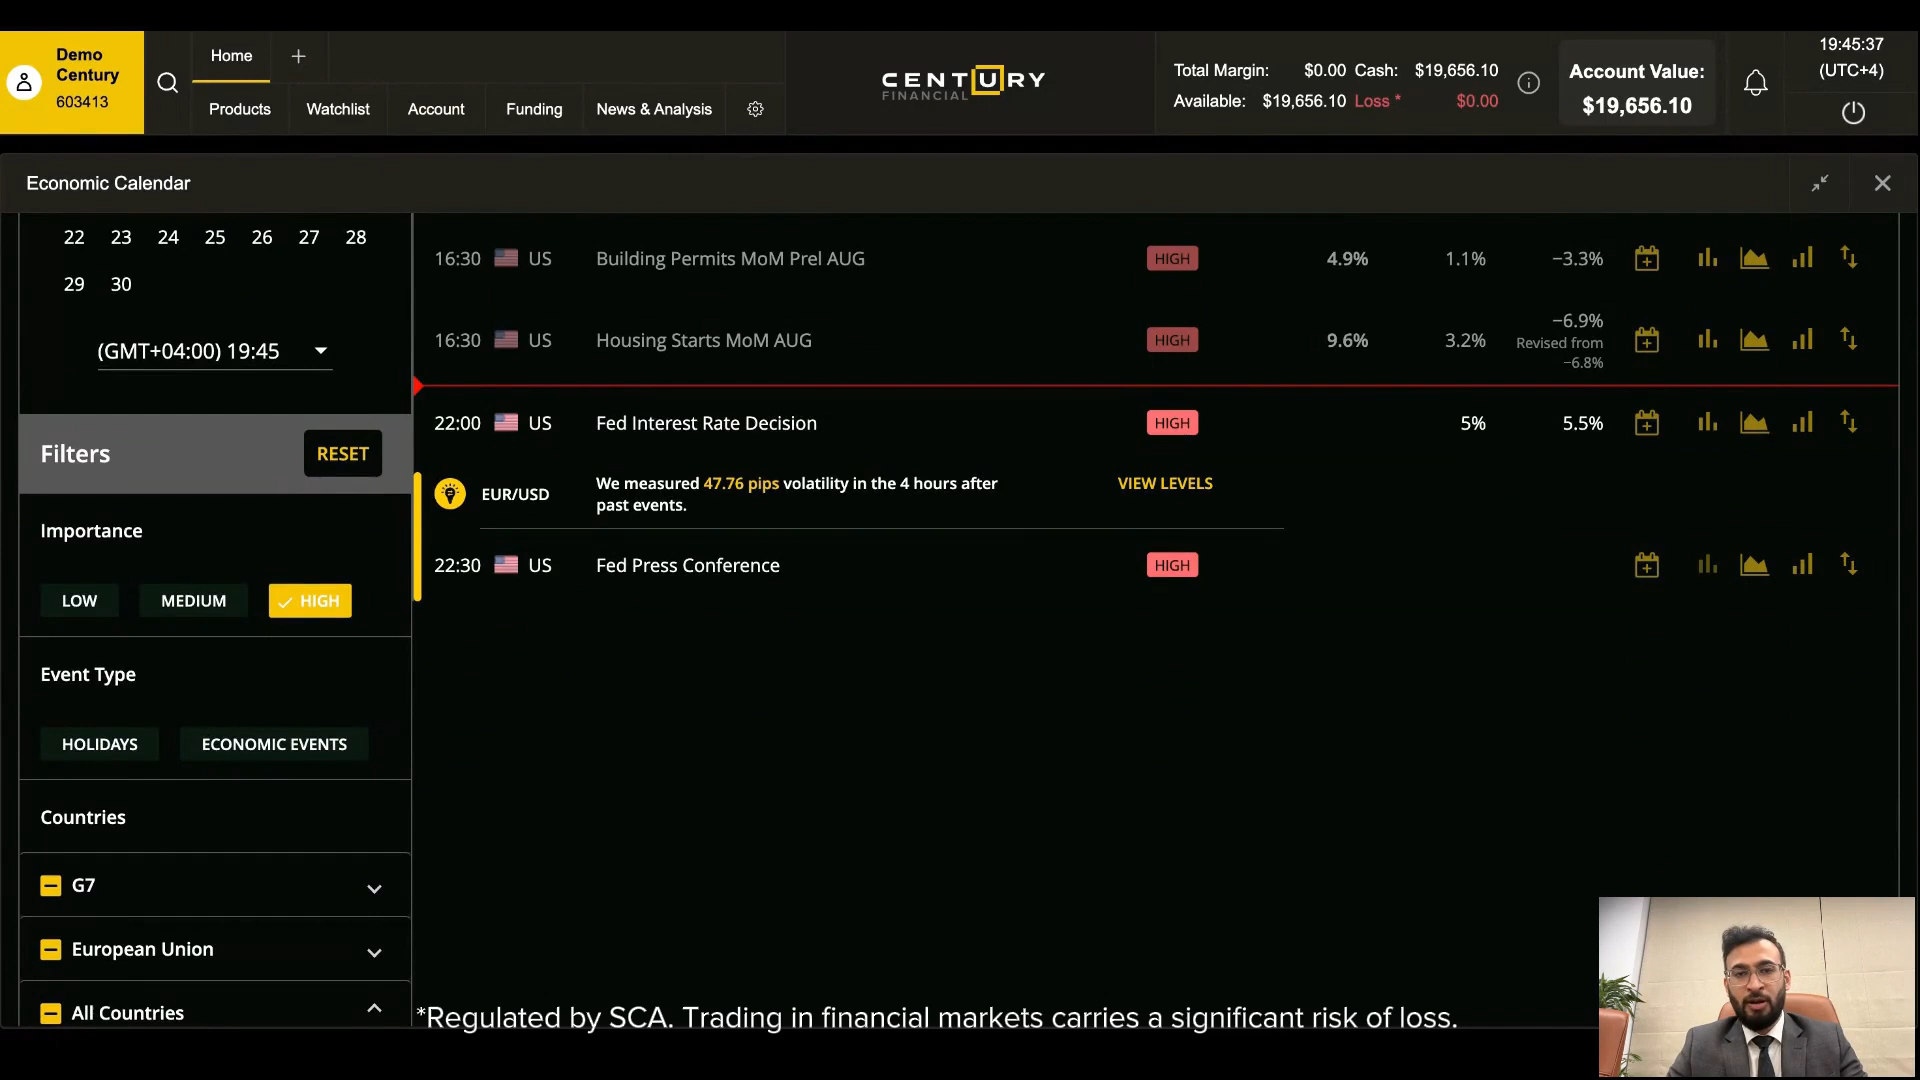 Demo
Century
603413
Home
Products
Watchlist
Account
Funding
News & Analysis
CENTURY
FINANCIAL
Total Margin: $0.00 Cash: $19,656.10
Available: $19,656.10 Loss * $0.00
Account Value:
$19,656.10
19:45:37
(UTC+4)
Economic Calendar
22 23 24 25 26 27 28
29 30
(GMT+04:00) 19:45
Filters
RESET
Importance
LOW
MEDIUM
HIGH
Event Type
HOLIDAYS
ECONOMIC EVENTS
Countries
G7
European Union
All Countries
16:30 US Building Permits MoM Prel AUG HIGH 4.9% 1.1% −3.3%
16:30 US Housing Starts MoM AUG HIGH 9.6% 3.2% −6.9%
Revised from
−6.8%
22:00 US Fed Interest Rate Decision HIGH 5% 5.5%
EUR/USD We measured 47.76 pips volatility in the 4 hours after
past events.
VIEW LEVELS
22:30 US Fed Press Conference HIGH
*Regulated by SCA. Trading in financial markets carries a significant risk of loss.